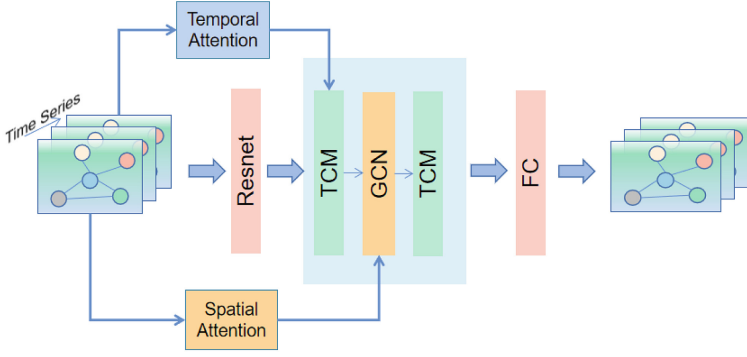 Temporal
Attention
Time Series
Resnet
TCM
GCN
TCM
FC
Spatial
Attention